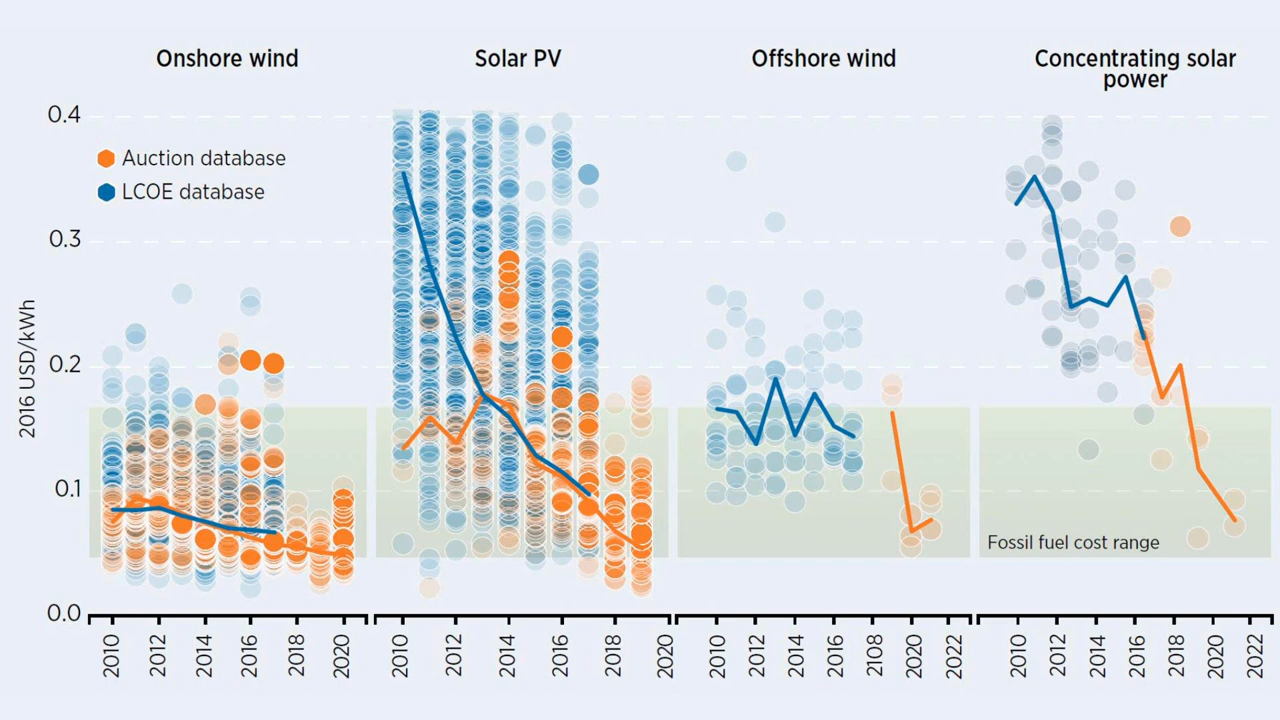 Onshore wind
Solar PV
Offshore wind
Concentrating solar
power
2016 USD/kWh
0.4
0.3
0.2
0.1
0.0
Auction database
LCOE database
Fossil fuel cost range
2010 2012 2014 2016 2018 2020
2010 2012 2014 2016 2018 2020
2010 2012 2014 2016 2108 2020 2022
2010 2012 2014 2016 2018 2020 2022